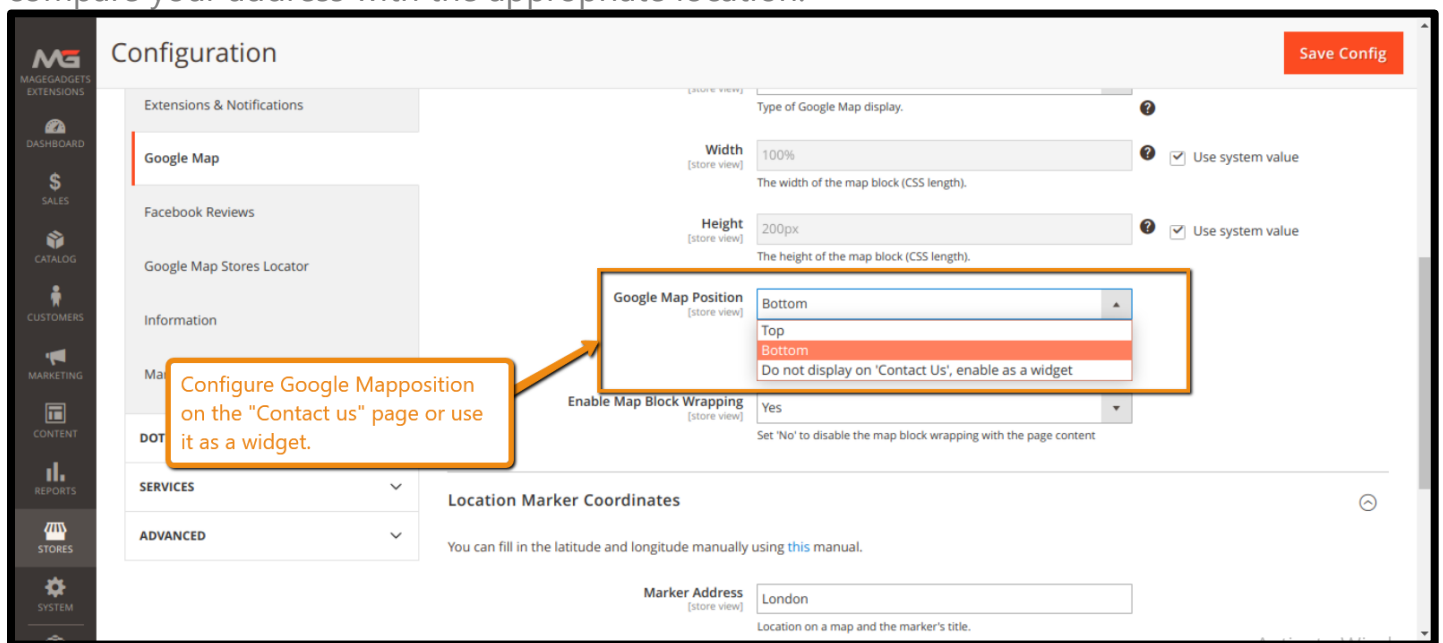 compare your address with the appropriate location.
Configuration
Save Config
MAGEGADGETS
EXTENSIONS
DASHBOARD
SALES
CATALOG
CUSTOMERS
MARKETING
CONTENT
REPORTS
STORES
SYSTEM
Extensions & Notifications
Google Map
Facebook Reviews
Google Map Stores Locator
Information
Configure Google Mapposition
on the "Contact us" page or use
it as a widget.
SERVICES
ADVANCED
[store view]
Type of Google Map display.
Width
[store view]
100%
Use system value
The width of the map block (CSS length).
Height
[store view]
200px
Use system value
The height of the map block (CSS length).
Google Map Position
[store view]
Bottom
Top
Bottom
Do not display on 'Contact Us', enable as a widget
Enable Map Block Wrapping
[store view]
Yes
Set 'No' to disable the map block wrapping with the page content
Location Marker Coordinates
You can fill in the latitude and longitude manually using this manual.
Marker Address
[store view]
London
Location on a map and the marker's title.